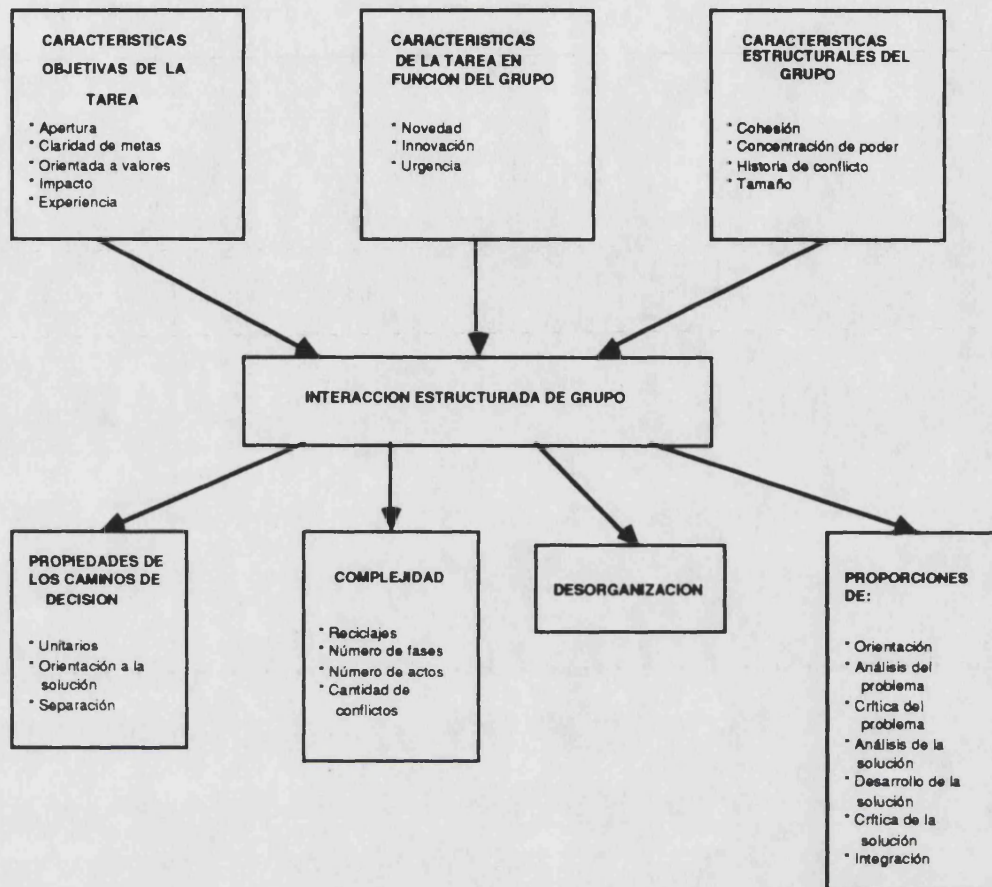 CARACTERISTICAS
OBJETIVAS DE LA
TAREA
* Apertura
* Claridad de metas
* Orientada a valores
* Impacto
* Experiencia
CARACTERISTICAS
DE LA TAREA EN
FUNCION DEL GRUPO
* Novedad
* Innovación
* Urgencia
CARACTERISTICAS
ESTRUCTURALES DEL
GRUPO
* Cohesión
* Concentración de poder
* Historia de conflicto
* Tamaño
INTERACCION ESTRUCTURADA DE GRUPO
PROPIEDADES DE
LOS CAMINOS DE
DECISION
* Unitarios
* Orientación a la
solución
* Separación
COMPLEJIDAD
* Reciclajes
* Número de fases
* Número de actos
* Cantidad de
conflictos
DESORGANIZACION
PROPORCIONES
DE:
* Orientación
* Análisis del
problema
* Crítica del
problema
* Análisis de la
solución
* Desarrollo de la
solución
* Crítica de la
solución
* Integración